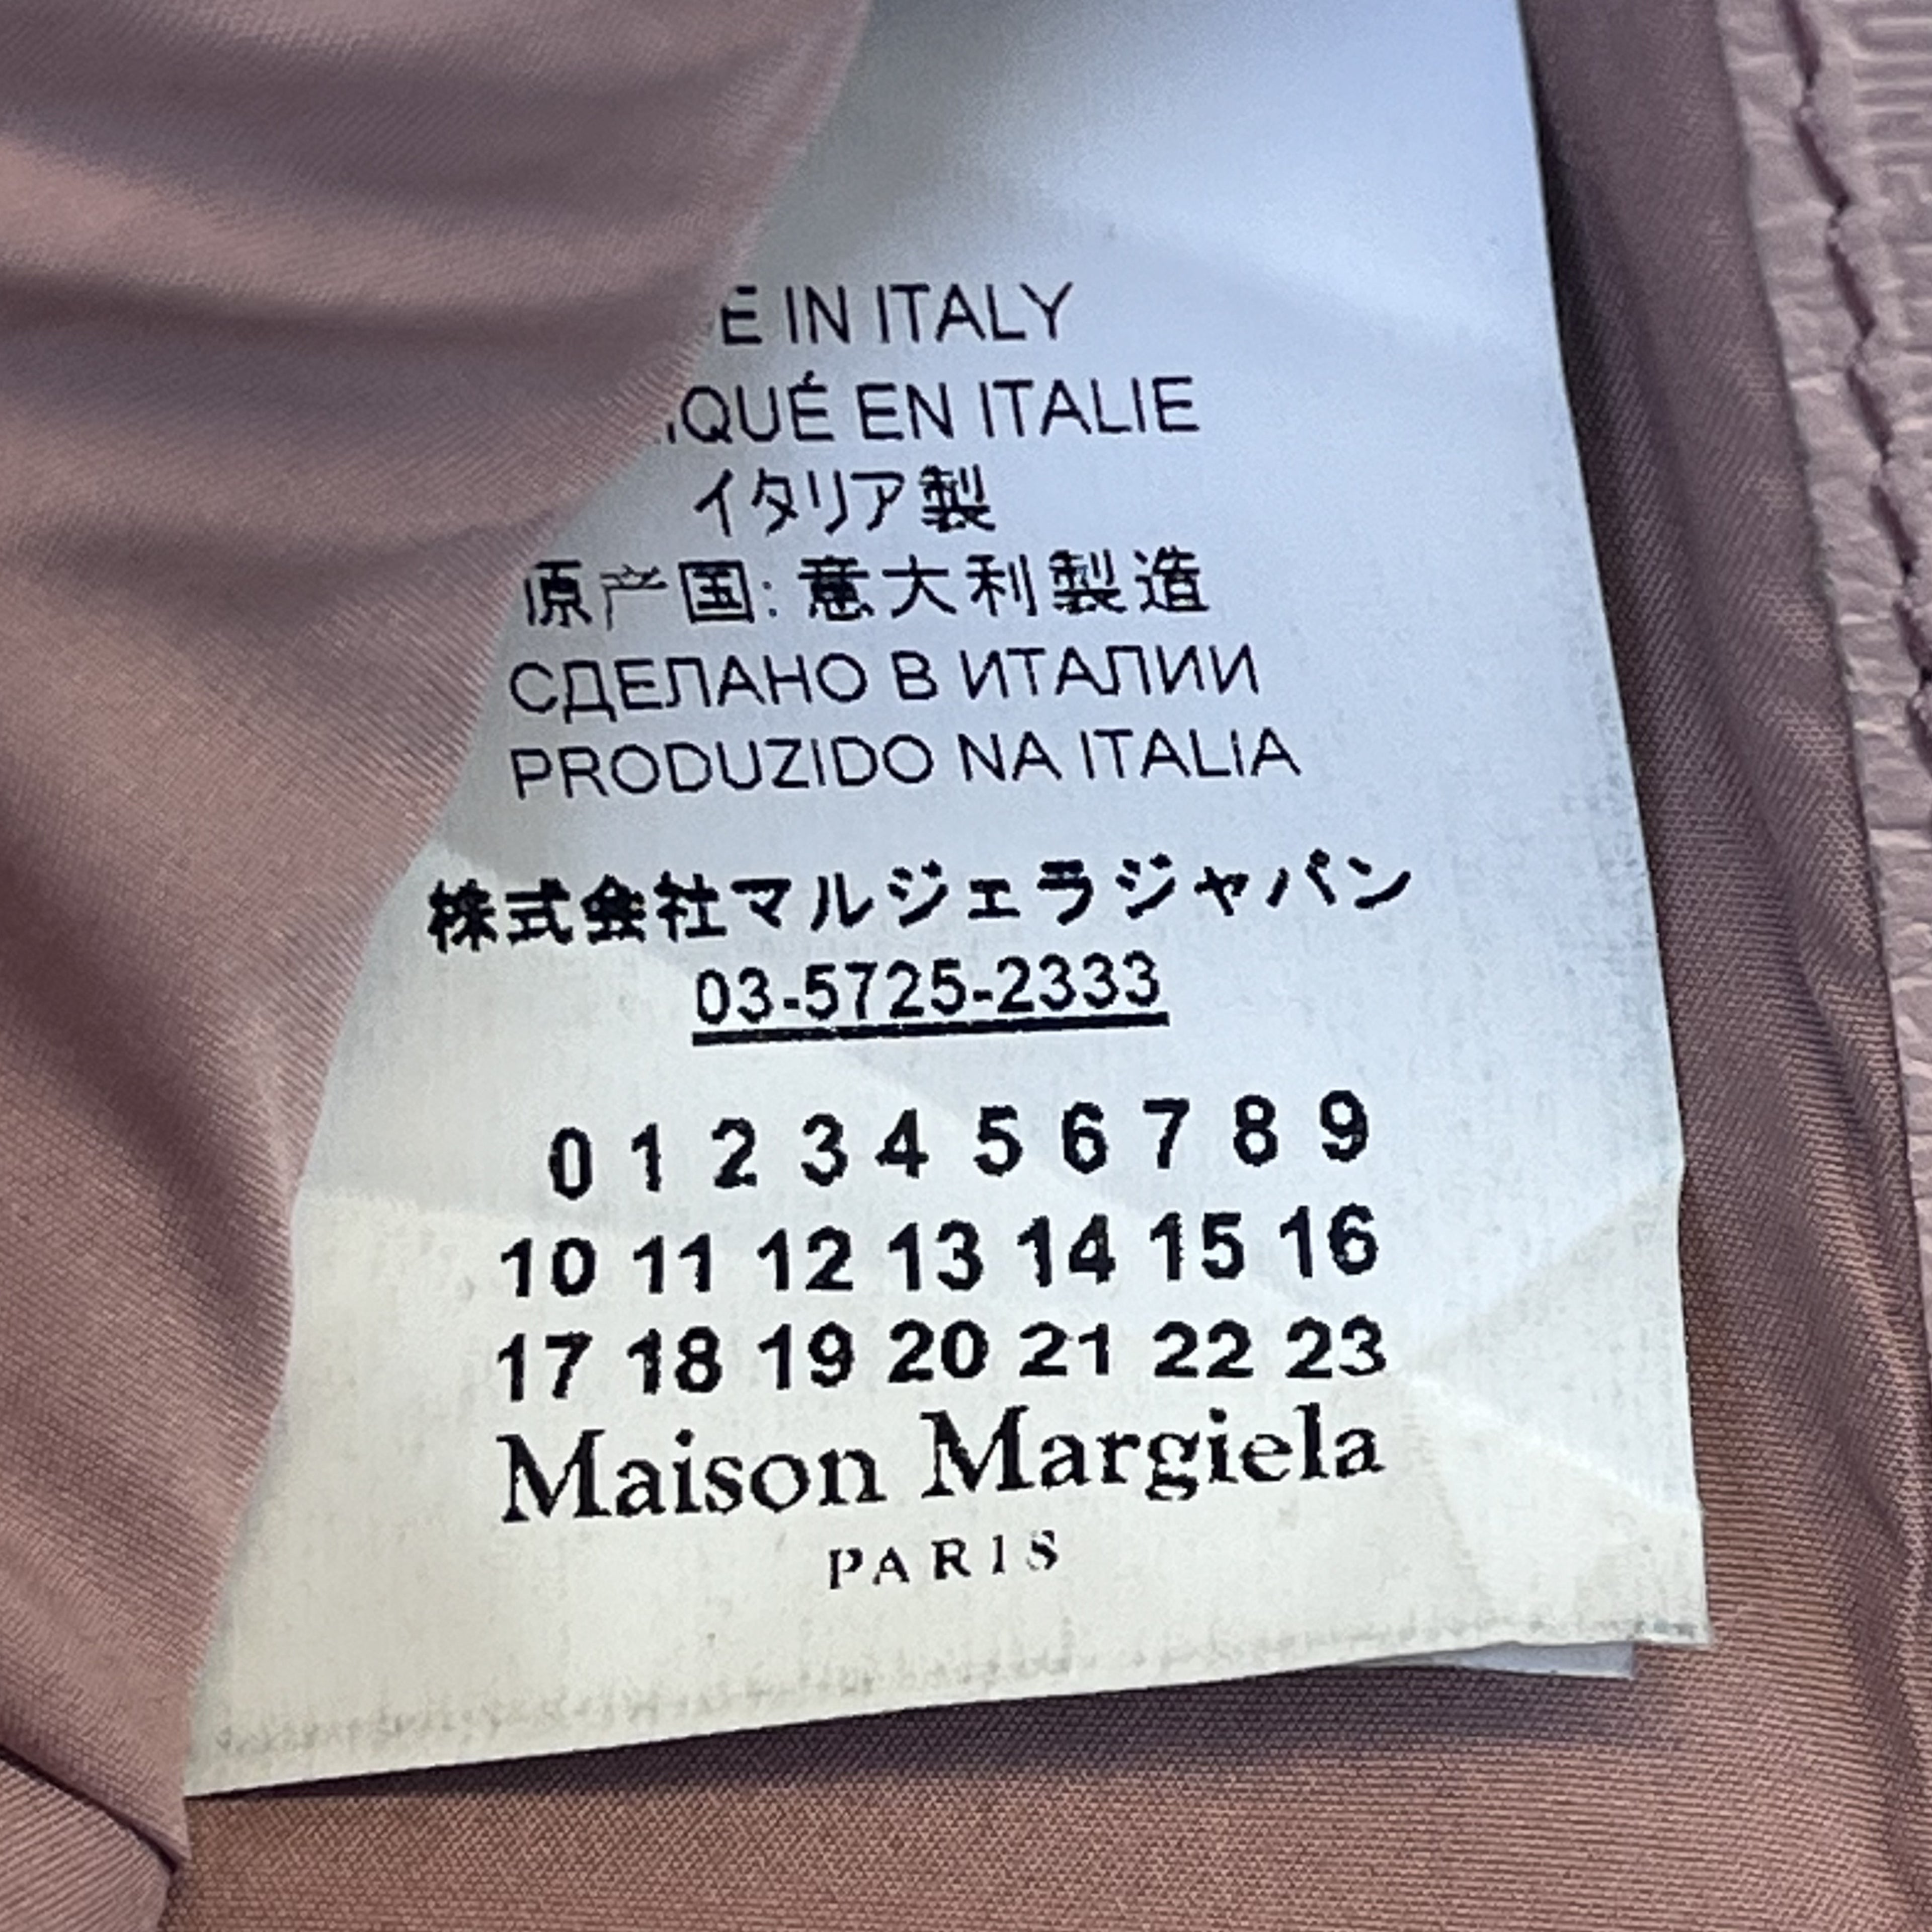 E IN ITALY
IQUÉ EN ITALIE
イタリア製
原产国: 意大利製造
СДЕЛАНО В ИТАЛИИ
PRODUZIDO NA ITALIA
株式会社マルジェラジャパン
03-5725-2333
0 1 2 3 4 5 6 7 8 9
10 11 12 13 14 15 16
17 18 19 20 21 22 23
Maison Margiela
PARIS